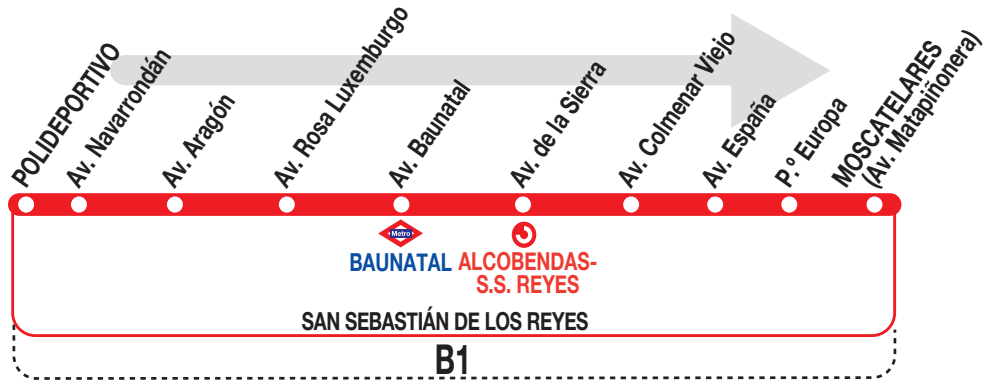 POLIDEPORTIVO
Av. Navarrondán
Av. Aragón
Av. Rosa Luxemburgo
Av. Baunatal
Av. de la Sierra
Av. Colmenar Viejo
Av. España
P.º Europa
MOSCATELARES
(Av. Matapiñonera)
Metro
BAUNATAL
ALCOBENDAS-
S.S. REYES
SAN SEBASTIÁN DE LOS REYES
B1